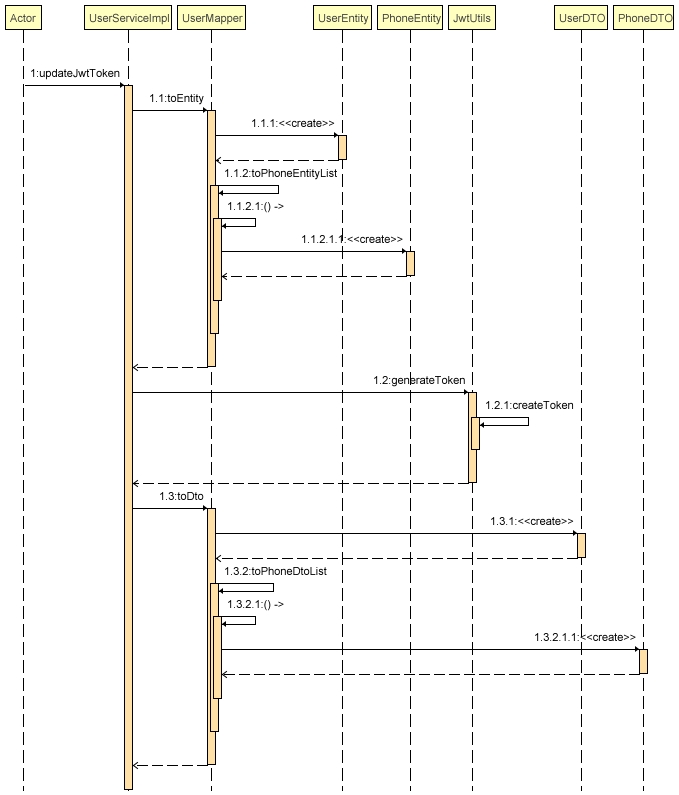 Actor UserServiceImpl UserMapper UserEntity PhoneEntity JwtUtils UserDTO PhoneDTO
1:updateJwtToken
1.1:toEntity
1.1.1:<<create>>
1.1.2:toPhoneEntityList
1.1.2.1:() ->
1.1.2.1.1:<<create>>
1.2:generateToken
1.2.1:createToken
1.3:toDto
1.3.1:<<create>>
1.3.2:toPhoneDtoList
1.3.2.1:() ->
1.3.2.1.1:<<create>>